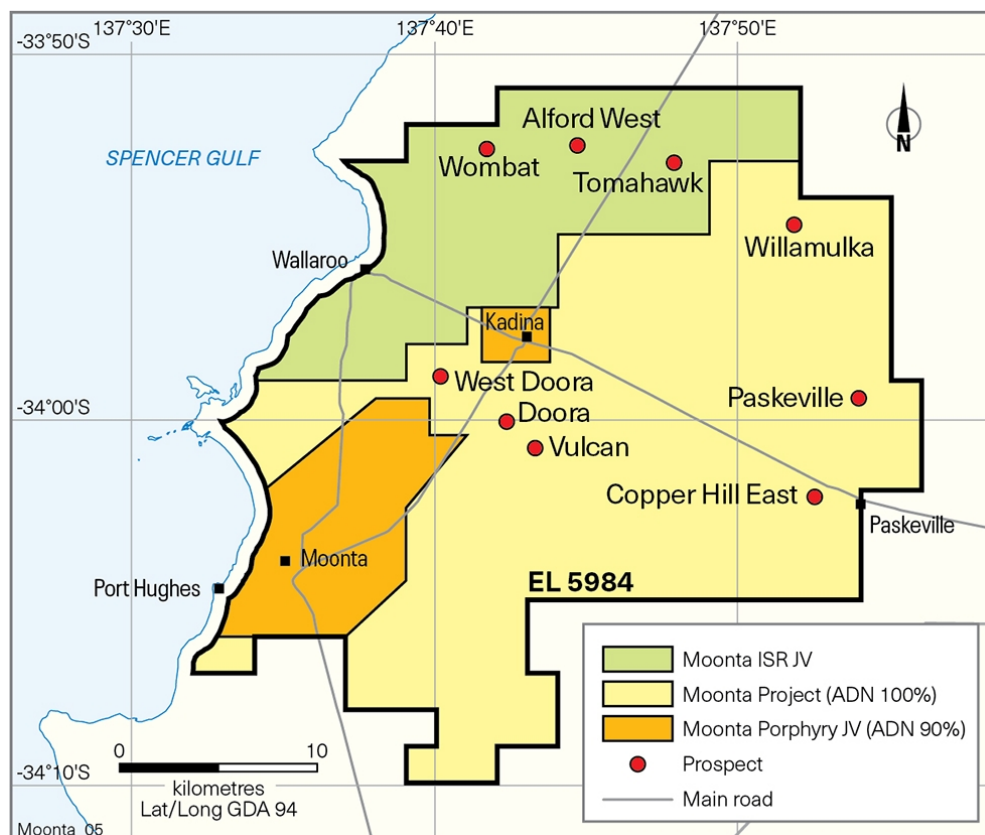 137°30'E
137°40'E
137°50'E
-33°50'S
Alford West
N
SPENCER GULF
Wombat
Tomahawk
Willamulka
Wallaroo
Kadina
West Doora
Paskeville
-34°00'S
Doora
Vulcan
Copper Hill East
Paskeville
Moonta
EL 5984
Port Hughes
Moonta ISR JV
Moonta Project (ADN 100%)
Moonta Porphyry JV (ADN 90%)
Prospect
Main road
0 10
-34°10'S
kilometres
Lat/Long GDA 94
Moonta_05